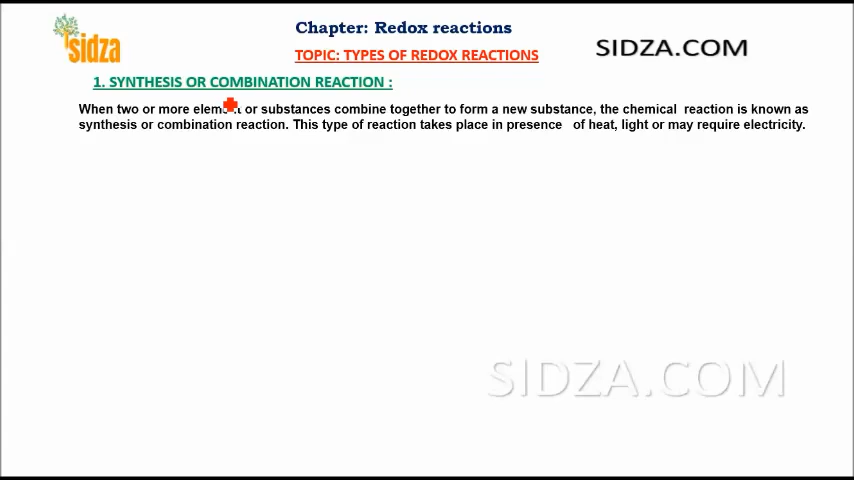 Chapter: Redox reactions
sidza
TOPIC: TYPES OF REDOX REACTIONS
SIDZA.COM
1. SYNTHESIS OR COMBINATION REACTION :
When two or more or substances combine together to form a new substance, the chemical reaction is known as
synthesis or combination reaction. This type of reaction takes place in presence of heat, light or may require electricity.
SIDZA.COM